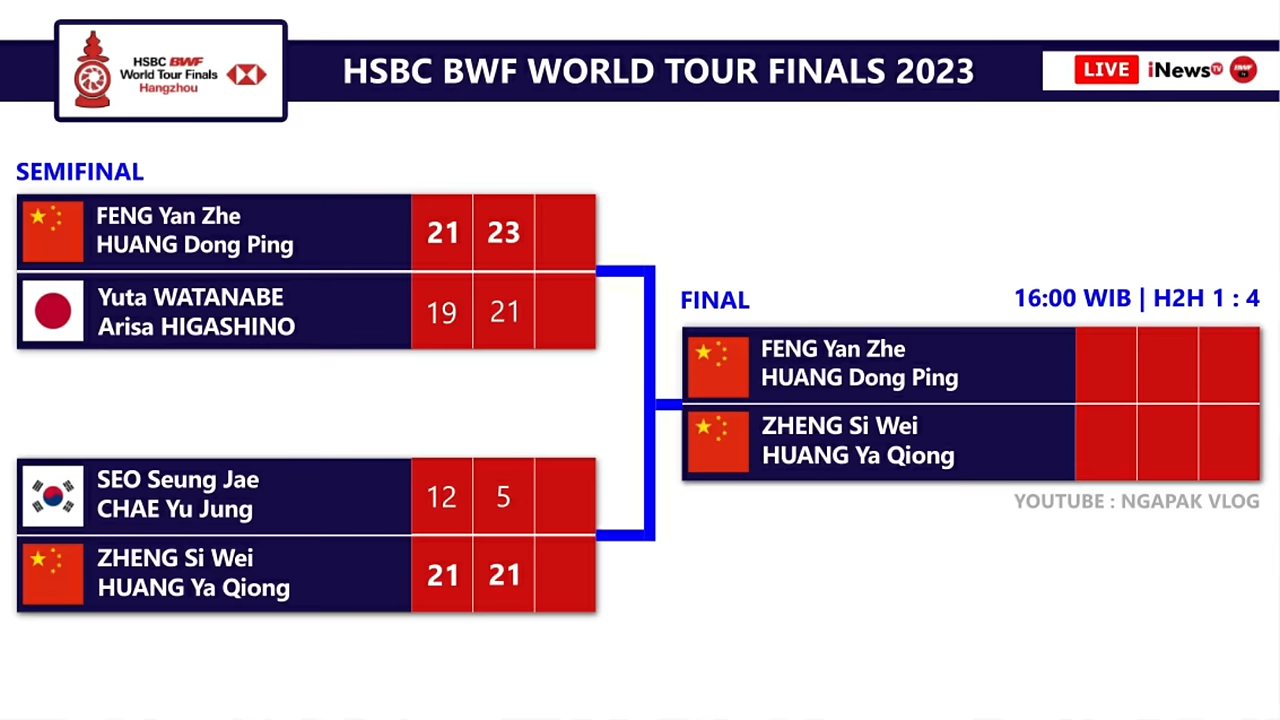 HSBC BWF
World Tour Finals
Hangzhou
HSBC BWF WORLD TOUR FINALS 2023
LIVE
iNewsTV
BWF
TV
SEMIFINAL
FENG Yan Zhe
HUANG Dong Ping
21 23
Yuta WATANABE
Arisa HIGASHINO
19 21
SEO Seung Jae
CHAE Yu Jung
12 5
ZHENG Si Wei
HUANG Ya Qiong
21 21
FINAL
16:00 WIB | H2H 1 : 4
FENG Yan Zhe
HUANG Dong Ping
ZHENG Si Wei
HUANG Ya Qiong
YOUTUBE : NGAPAK VLOG